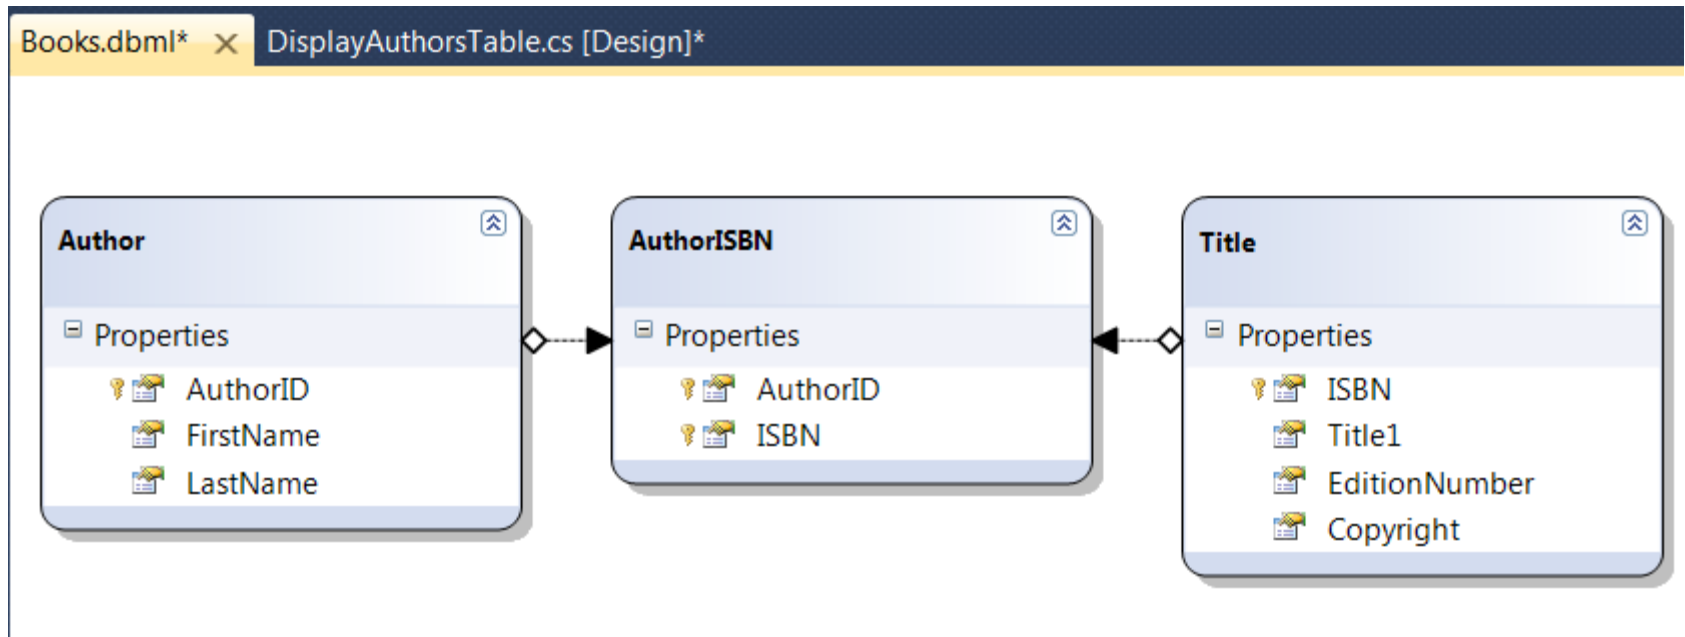 Books.dbml* DisplayAuthorsTable.cs [Design]*
Author
Properties
AuthorID
FirstName
LastName
AuthorISBN
Properties
AuthorID
ISBN
Title
Properties
ISBN
Title1
EditionNumber
Copyright